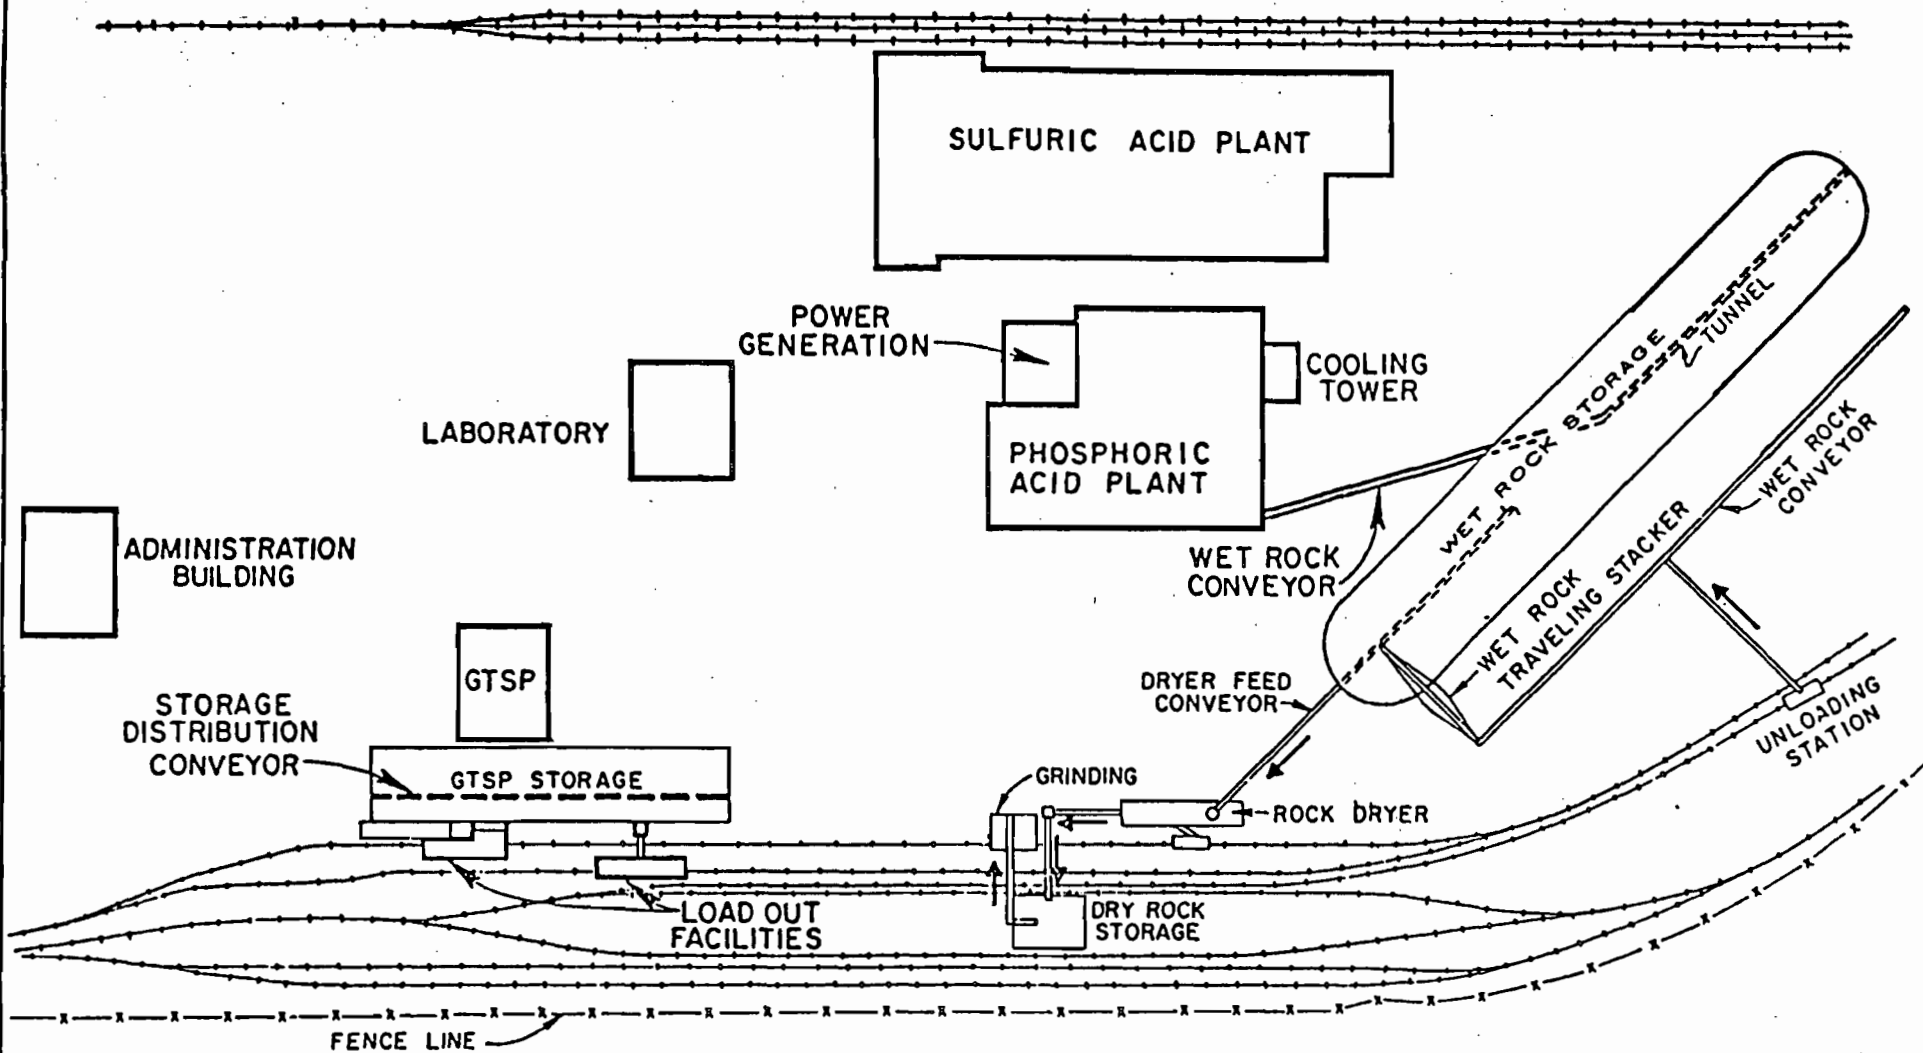 SULFURIC ACID PLANT
POWER
GENERATION
COOLING
TOWER
LABORATORY
PHOSPHORIC
ACID PLANT
WET ROCK STORAGE
TUNNEL
WET ROCK
CONVEYOR
WET ROCK
CONVEYOR
ADMINISTRATION
BUILDING
WET ROCK
TRAVELING STACKER
GTSP
DRYER FEED
CONVEYOR
UNLOADING
STATION
STORAGE
DISTRIBUTION
CONVEYOR
GTSP STORAGE
GRINDING
ROCK DRYER
LOAD OUT
FACILITIES
DRY ROCK
STORAGE
FENCE LINE